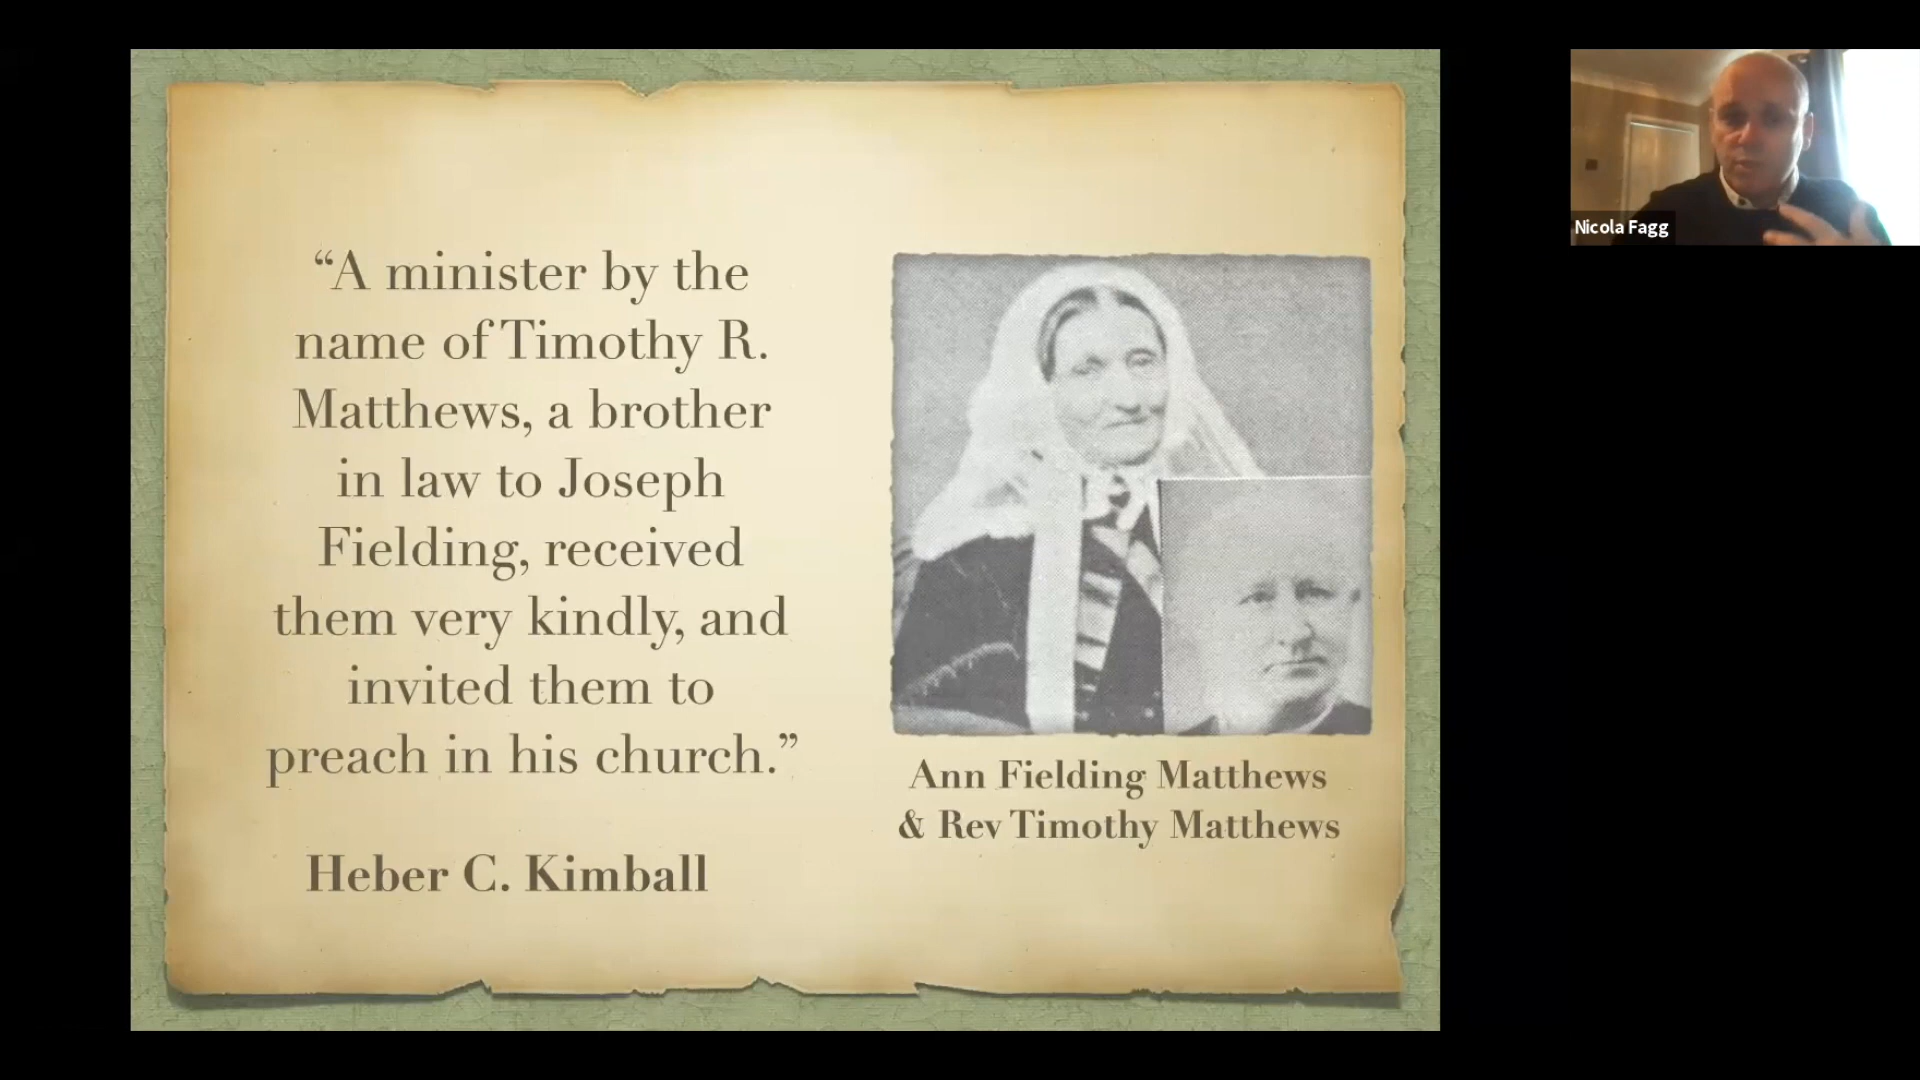 “A minister by the
name of Timothy R.
Matthews, a brother
in law to Joseph
Fielding, received
them very kindly, and
invited them to
preach in his church.”
Heber C. Kimball
Ann Fielding Matthews
& Rev Timothy Matthews
Nicola Fagg